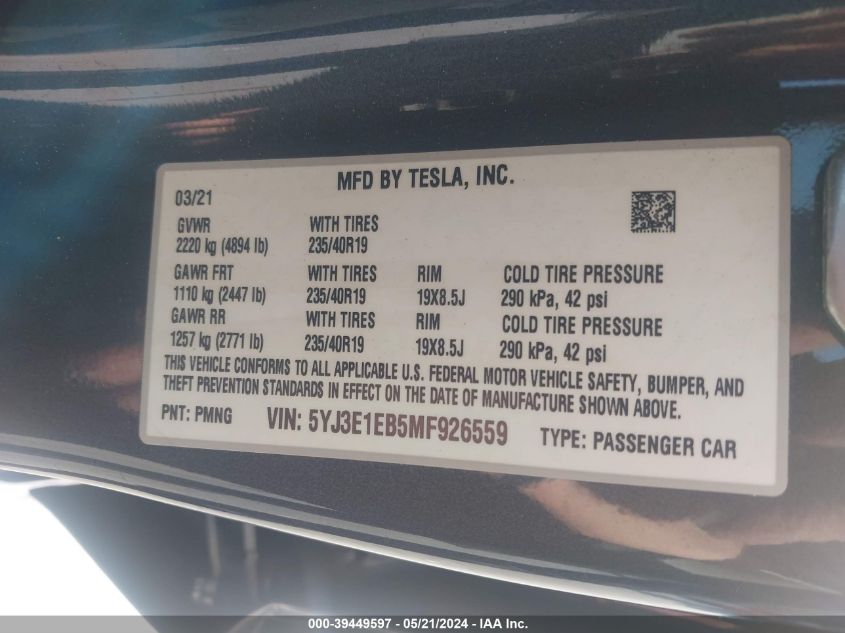 MFD BY TESLA, INC.
03/21
GVWR WITH TIRES
2220 kg (4894 lb) 235/40R19
GAWR FRT WITH TIRES RIM COLD TIRE PRESSURE
1110 kg (2447 lb) 235/40R19 19X8.5J 290 kPa, 42 psi
GAWR RR WITH TIRES RIM COLD TIRE PRESSURE
1257 kg (2771 lb) 235/40R19 19X8.5J 290 kPa, 42 psi
THIS VEHICLE CONFORMS TO ALL APPLICABLE U.S. FEDERAL MOTOR VEHICLE SAFETY, BUMPER, AND
THEFT PREVENTION STANDARDS IN EFFECT ON THE DATE OF MANUFACTURE SHOWN ABOVE.
PNT: PMNG VIN: 5YJ3E1EB5MF926559 TYPE: PASSENGER CAR
000-39449597 - 05/21/2024 - IAA Inc.